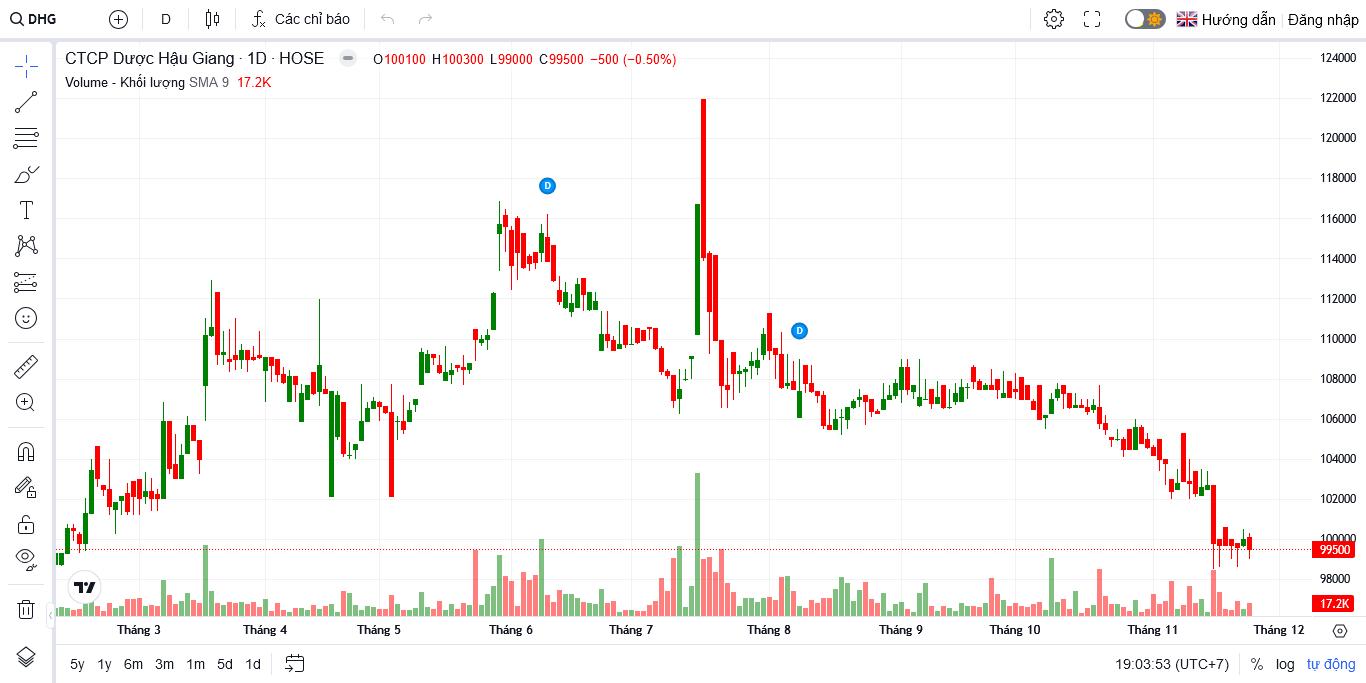 DHG D Các chỉ báo Hướng dẫn Đăng nhập
CTCP Dược Hậu Giang · 1D · HOSE O100100 H100300 L99000 C99500 −500 (−0.50%)
Volume - Khối lượng SMA 9 17.2K
124000
122000
120000
118000
D
116000
114000
112000
D
110000
108000
106000
104000
102000
100000
99500
98000
17.2K
Tháng 3 Tháng 4 Tháng 5 Tháng 6 Tháng 7 Tháng 8 Tháng 9 Tháng 10 Tháng 11 Tháng 12
5y 1y 6m 3m 1m 5d 1d 19:03:53 (UTC+7) % log tự động